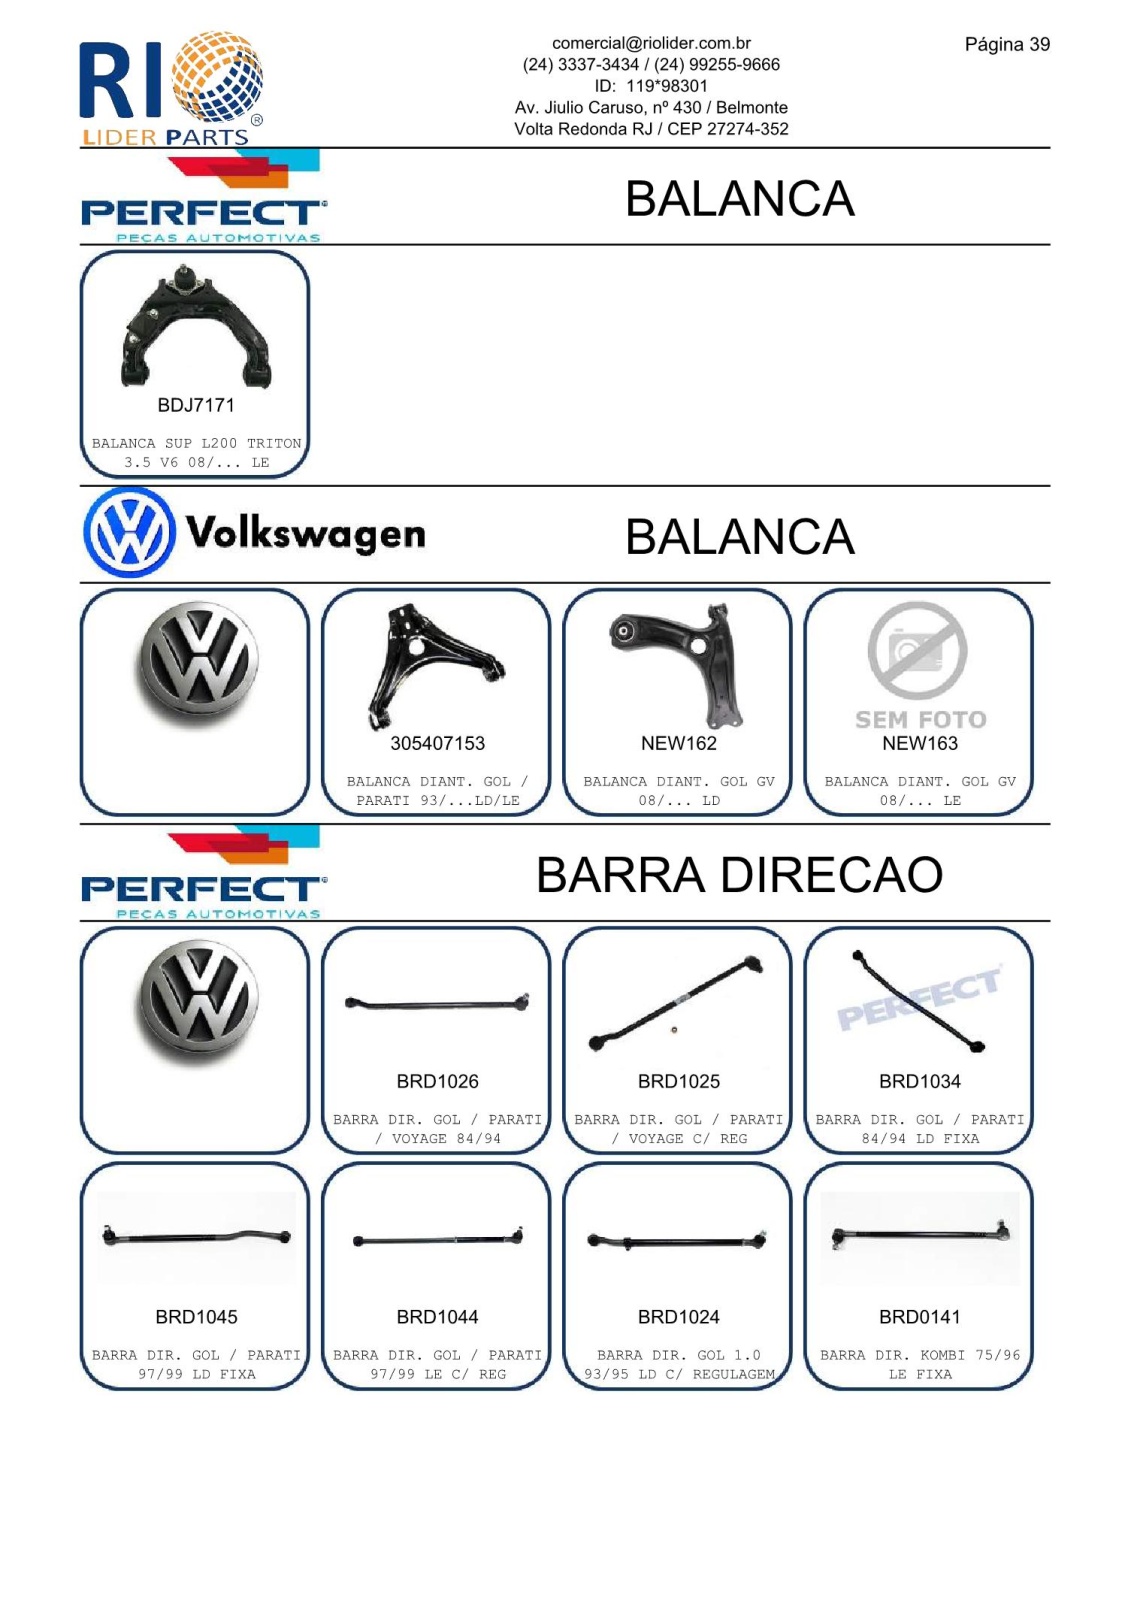 RIO
LIDER PARTS
®
comercial@riolider.com.br
(24) 3337-3434 / (24) 99255-9666
ID: 119*98301
Av. Jiulio Caruso, nº 430 / Belmonte
Volta Redonda RJ / CEP 27274-352
Página 39
PERFECT
PEÇAS AUTOMOTIVAS
BALANCA
BDJ7171
BALANCA SUP L200 TRITON
3.5 V6 08/... LE
Volkswagen
BALANCA
305407153
BALANCA DIANT. GOL /
PARATI 93/...LD/LE
NEW162
BALANCA DIANT. GOL GV
08/... LD
SEM FOTO
NEW163
BALANCA DIANT. GOL GV
08/... LE
PERFECT
PEÇAS AUTOMOTIVAS
BARRA DIRECAO
BRD1026
BARRA DIR. GOL / PARATI
/ VOYAGE 84/94
BRD1025
BARRA DIR. GOL / PARATI
/ VOYAGE C/ REG
PERFECT
BRD1034
BARRA DIR. GOL / PARATI
84/94 LD FIXA
BRD1045
BARRA DIR. GOL / PARATI
97/99 LD FIXA
BRD1044
BARRA DIR. GOL / PARATI
97/99 LE C/ REG
BRD1024
BARRA DIR. GOL 1.0
93/95 LD C/ REGULAGEM
BRD0141
BARRA DIR. KOMBI 75/96
LE FIXA